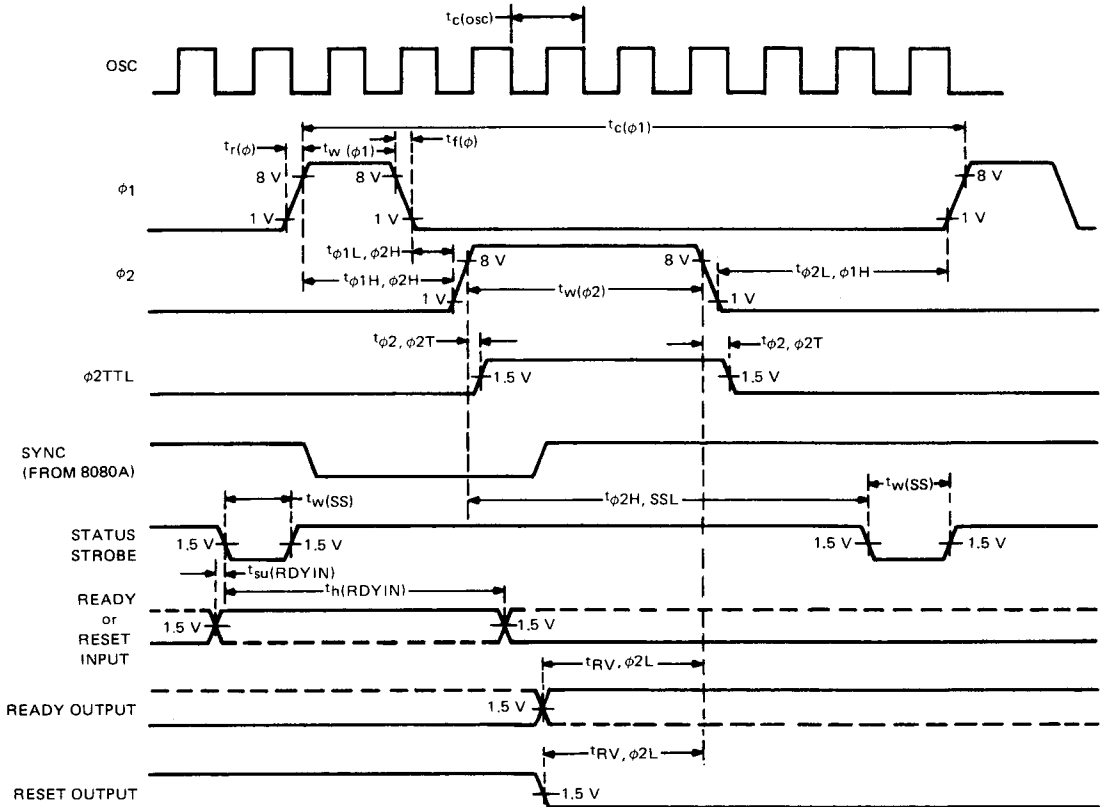 tc(osc)
OSC
tc(φ1)
tr(φ)
tw (φ1)
tf(φ)
φ1
8 V
8 V
8 V
1 V
1 V
1 V
tφ1L, φ2H
tφ1H, φ2H
tφ2L, φ1H
φ2
8 V
8 V
tw(φ2)
1 V
1 V
tφ2, φ2T
tφ2, φ2T
φ2TTL
1.5 V
1.5 V
SYNC
(FROM 8080A)
tw(SS)
tφ2H, SSL
tw(SS)
STATUS
STROBE
1.5 V
1.5 V
1.5 V
1.5 V
tsu(RDYIN)
th(RDYIN)
READY
or
RESET
INPUT
1.5 V
1.5 V
tRV, φ2L
READY OUTPUT
1.5 V
tRV, φ2L
RESET OUTPUT
1.5 V